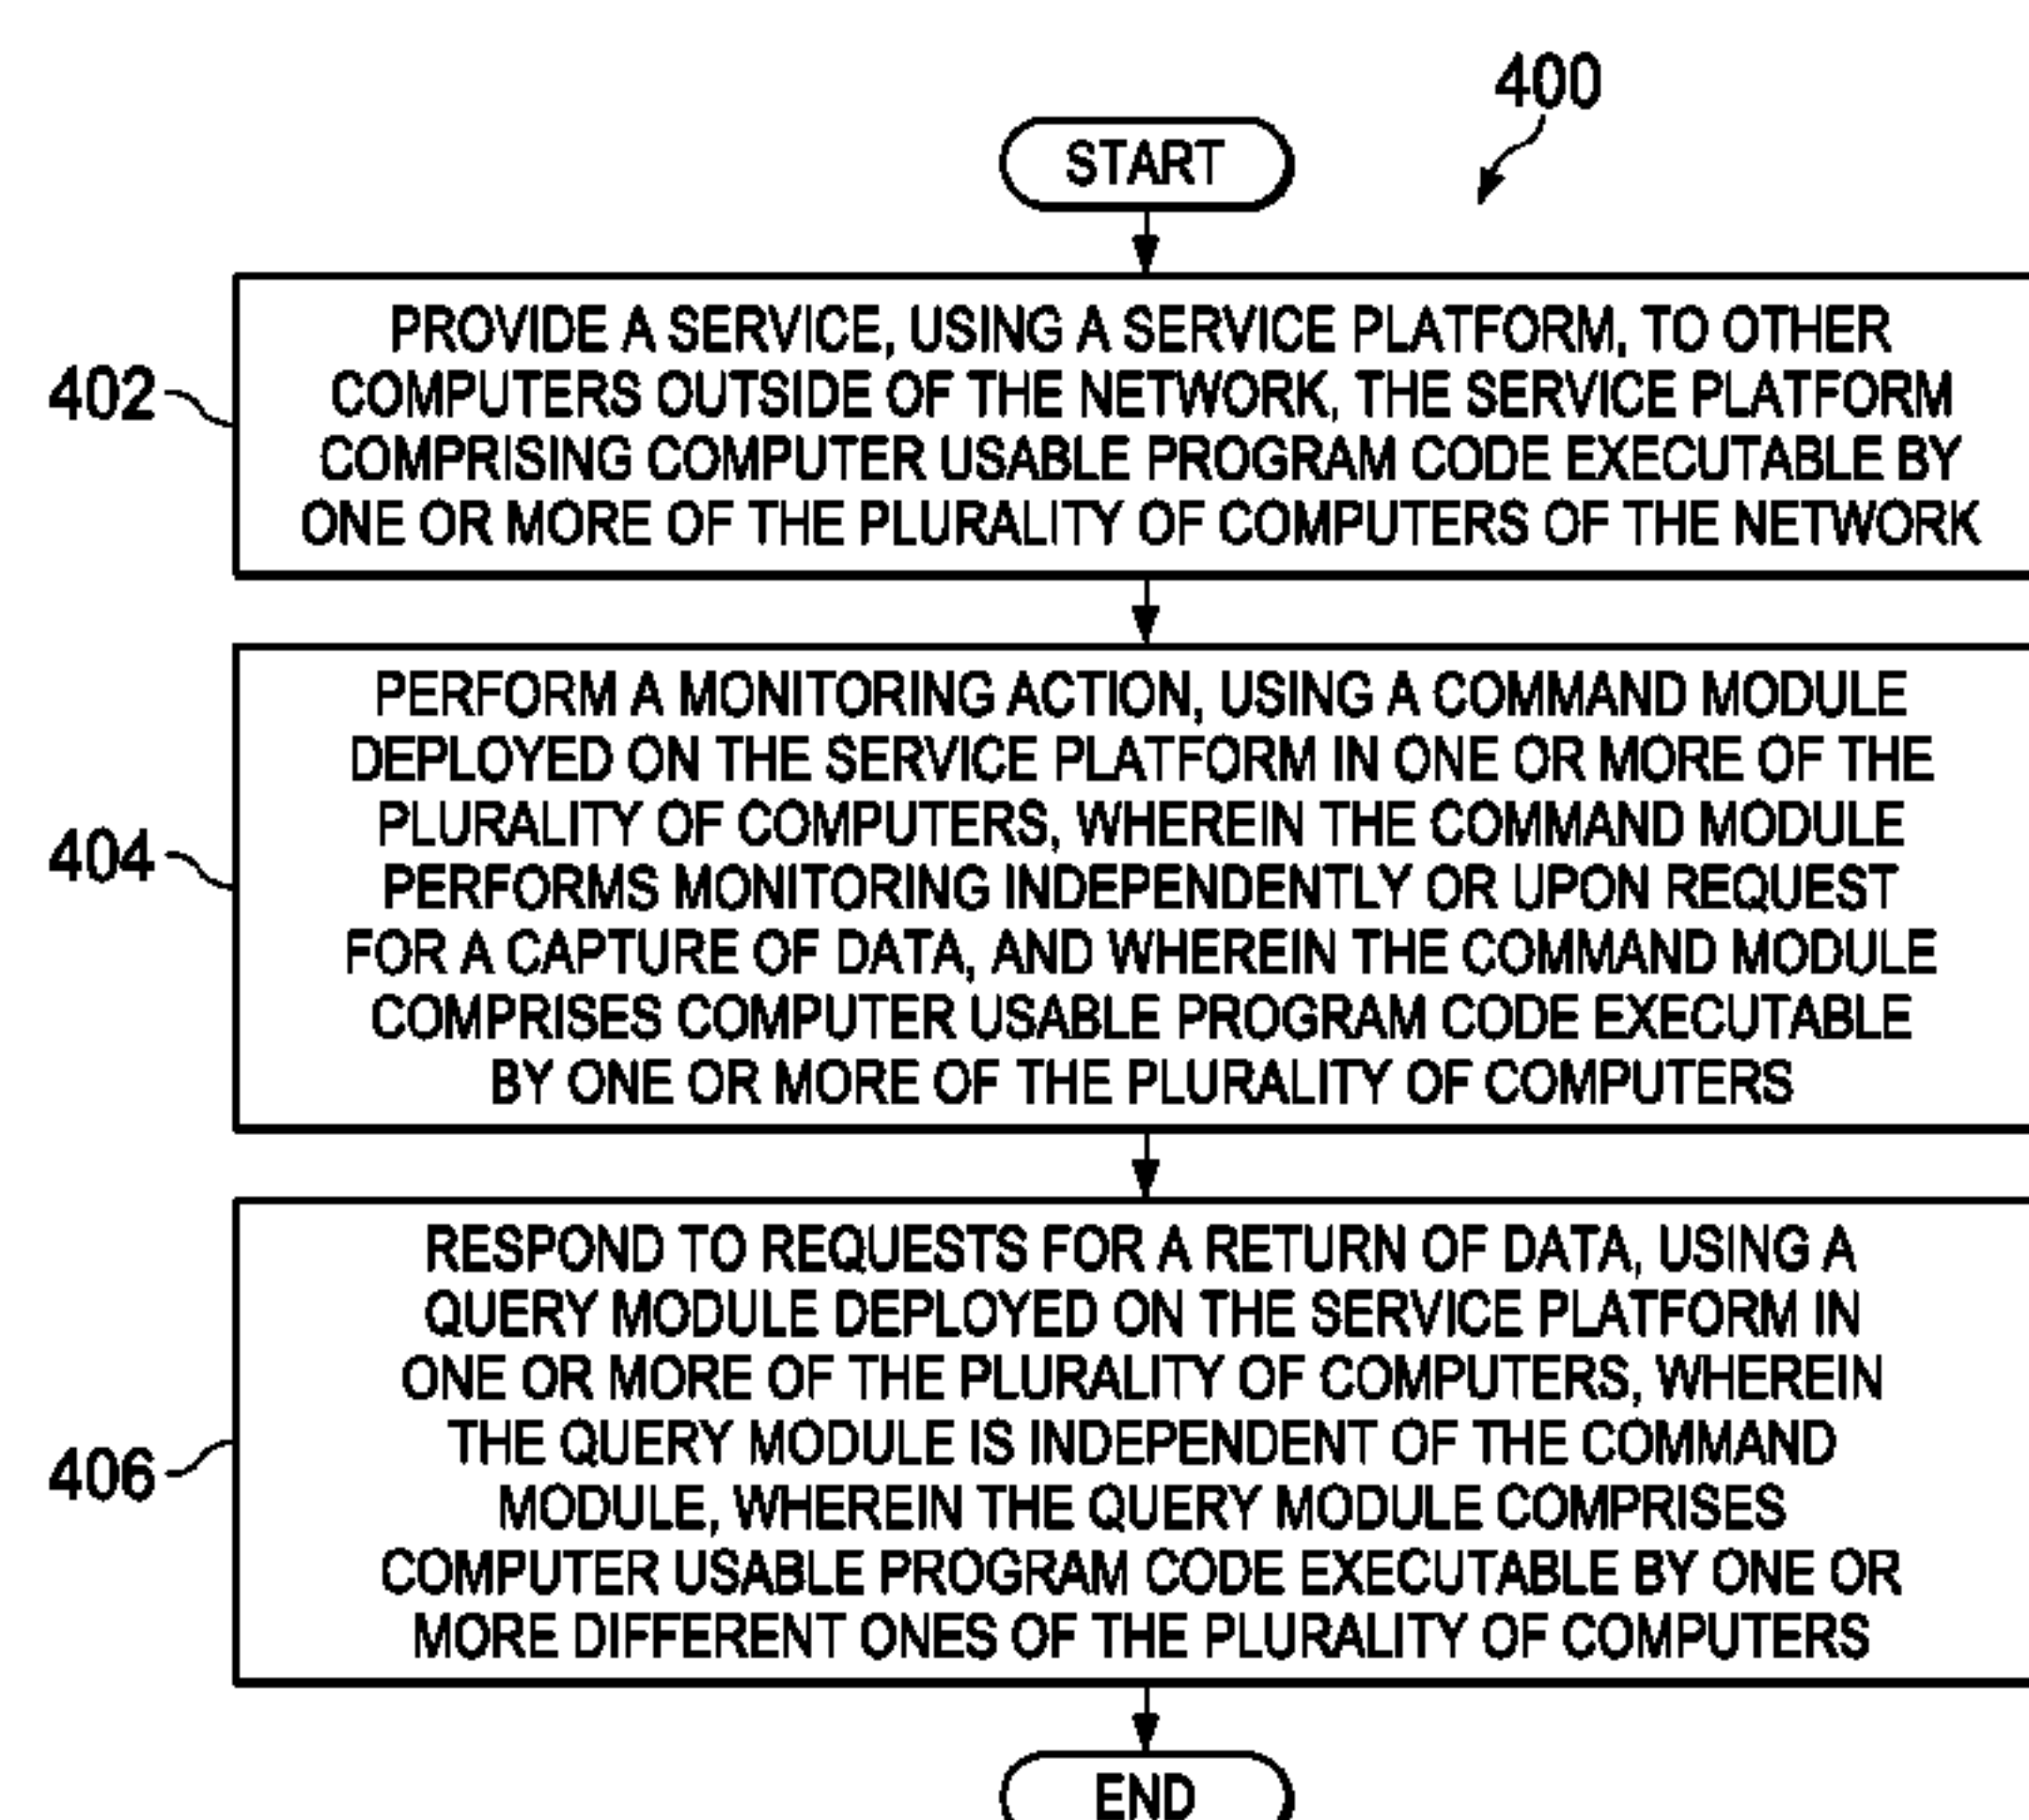 400
START
402
PROVIDE A SERVICE, USING A SERVICE PLATFORM, TO OTHER
COMPUTERS OUTSIDE OF THE NETWORK, THE SERVICE PLATFORM
COMPRISING COMPUTER USABLE PROGRAM CODE EXECUTABLE BY
ONE OR MORE OF THE PLURALITY OF COMPUTERS OF THE NETWORK
404
PERFORM A MONITORING ACTION, USING A COMMAND MODULE
DEPLOYED ON THE SERVICE PLATFORM IN ONE OR MORE OF THE
PLURALITY OF COMPUTERS, WHEREIN THE COMMAND MODULE
PERFORMS MONITORING INDEPENDENTLY OR UPON REQUEST
FOR A CAPTURE OF DATA, AND WHEREIN THE COMMAND MODULE
COMPRISES COMPUTER USABLE PROGRAM CODE EXECUTABLE
BY ONE OR MORE OF THE PLURALITY OF COMPUTERS
406
RESPOND TO REQUESTS FOR A RETURN OF DATA, USING A
QUERY MODULE DEPLOYED ON THE SERVICE PLATFORM IN
ONE OR MORE OF THE PLURALITY OF COMPUTERS, WHEREIN
THE QUERY MODULE IS INDEPENDENT OF THE COMMAND
MODULE, WHEREIN THE QUERY MODULE COMPRISES
COMPUTER USABLE PROGRAM CODE EXECUTABLE BY ONE OR
MORE DIFFERENT ONES OF THE PLURALITY OF COMPUTERS
END